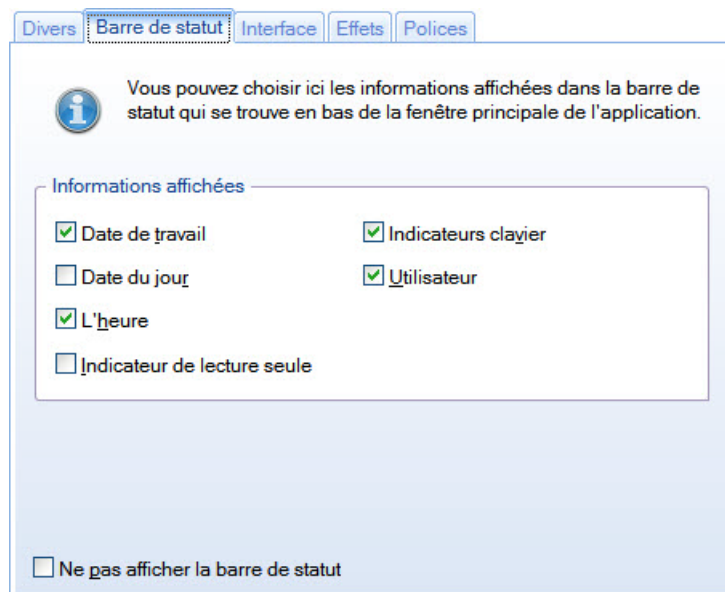 Divers Barre de statut Interface Effets Polices
Vous pouvez choisir ici les informations affichées dans la barre de
statut qui se trouve en bas de la fenêtre principale de l'application.
Informations affichées
Date de travail Indicateurs clavier
Date du jour Utilisateur
L'heure
Indicateur de lecture seule
Ne pas afficher la barre de statut